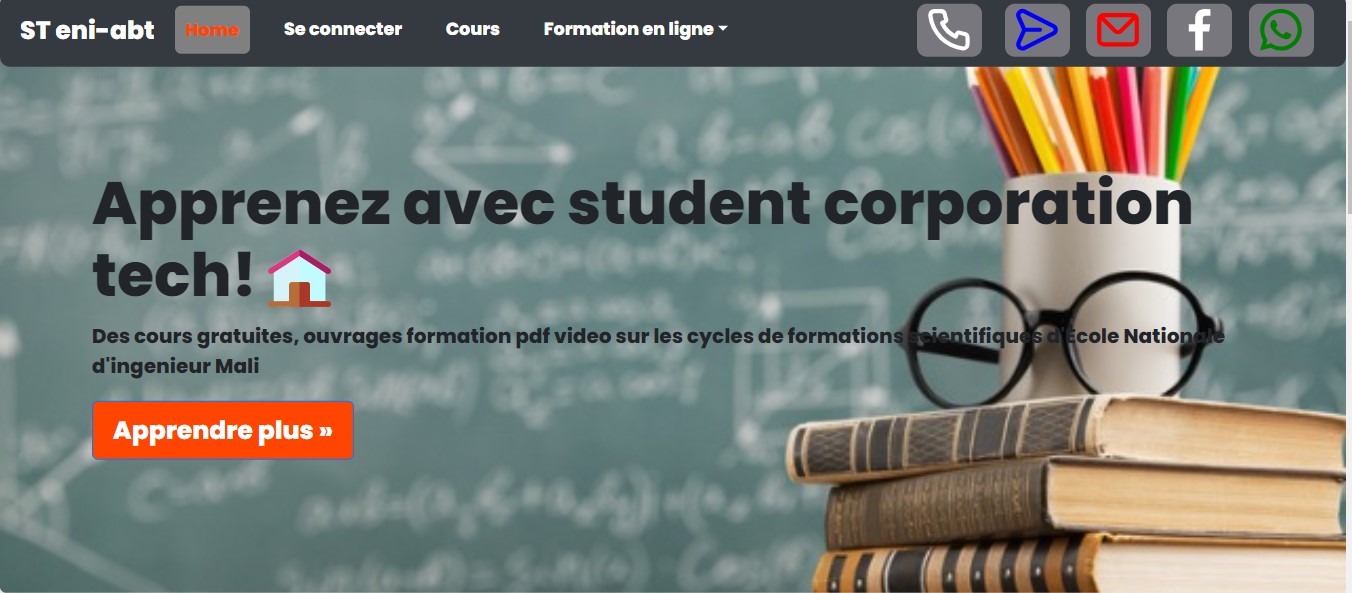 ST eni-abt Home Se connecter Cours Formation en ligne
Apprenez avec student corporation
tech!
Des cours gratuites, ouvrages formation pdf video sur les cycles de formations scientifiques d'École Nationale
d'ingenieur Mali
Apprendre plus »